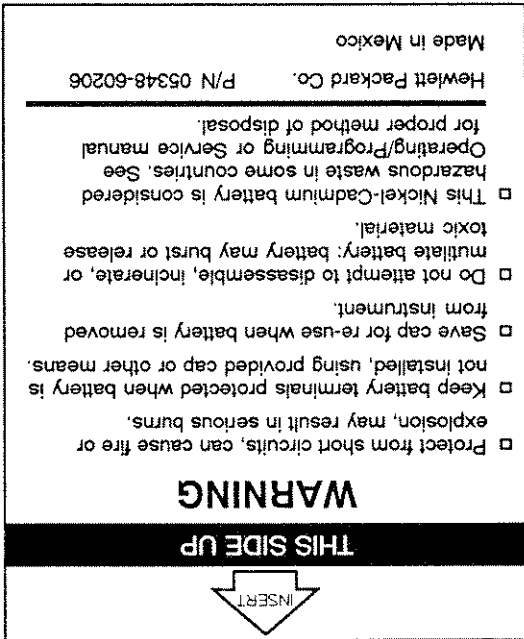 INSERT
THIS SIDE UP
WARNING
□ Protect from short circuits, can cause fire or
explosion, may result in serious burns.
□ Keep battery terminals protected when battery is
not installed, using provided cap or other means.
□ Save cap for re-use when battery is removed
from instrument.
□ Do not attempt to disassemble, incinerate, or
mutiliate battery: battery may burst or release
toxic material.
□ This Nickel-Cadmium battery is considered
hazardous waste in some countries. See
Operating/Programming or Service manual
for proper method of disposal.
Hewlett Packard Co. P/N 05348-60206
Made in Mexico